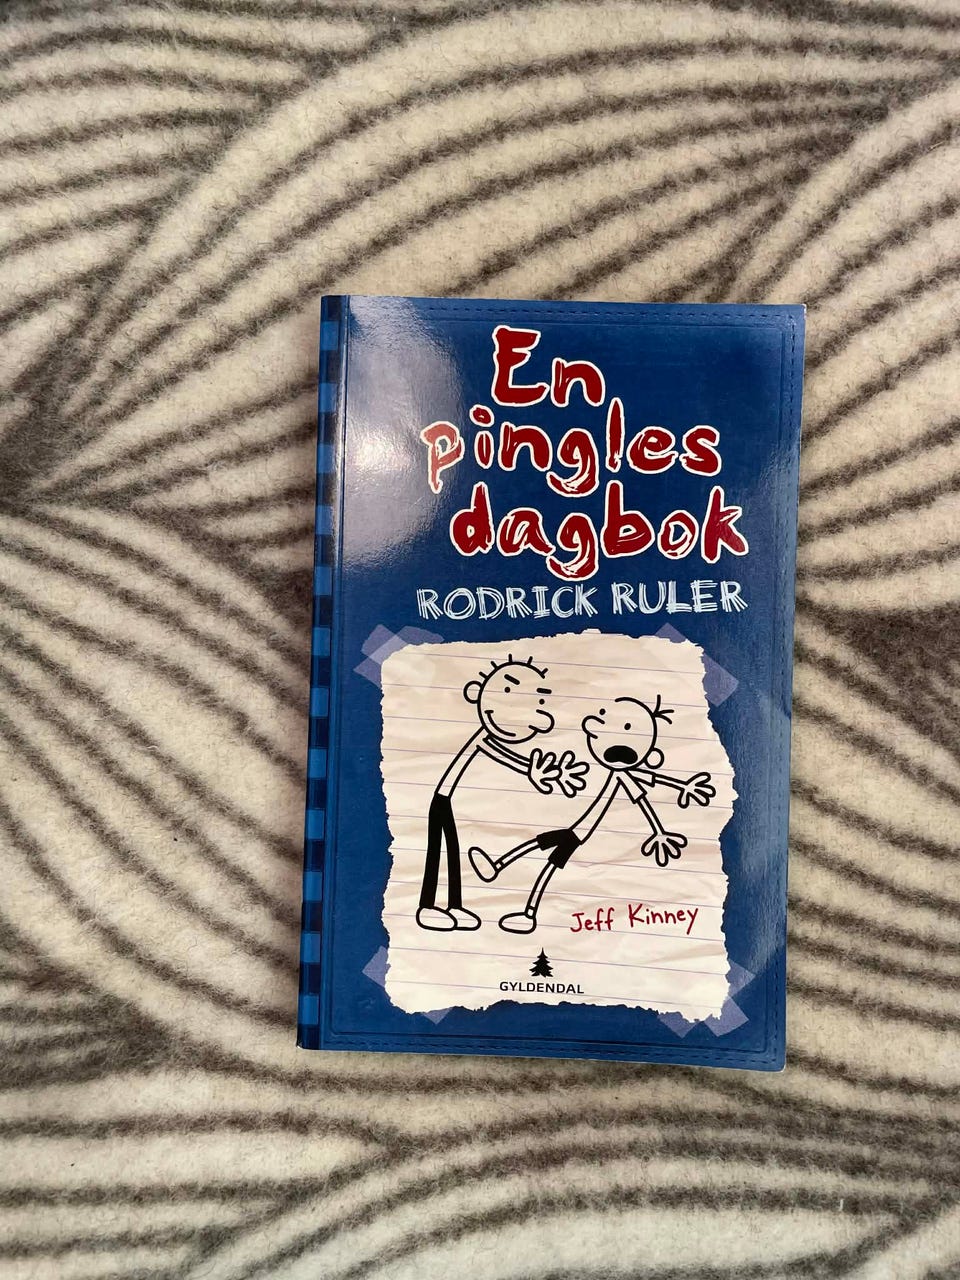 En
pingles
dagbok
RODRICK RULER
Jeff Kinney
GYLDENDAL